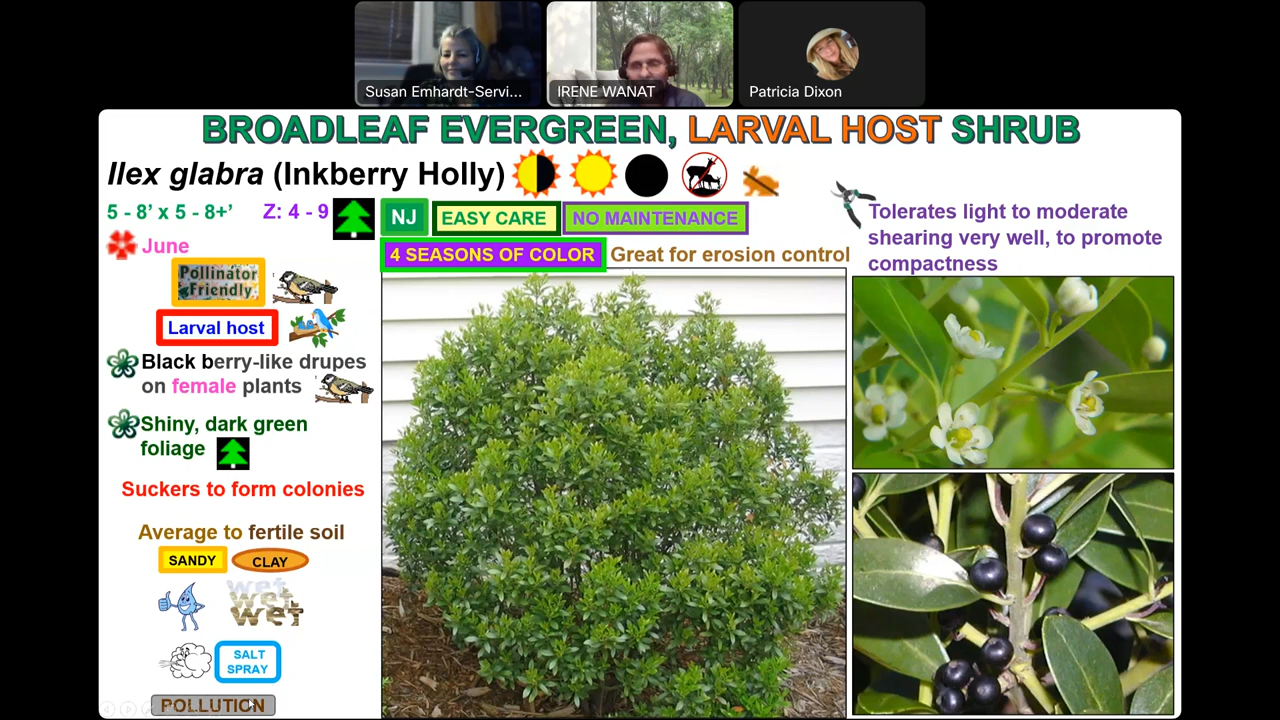 Susan Emhardt-Servi...
IRENE WANAT
Patricia Dixon
BROADLEAF EVERGREEN, LARVAL HOST SHRUB
Ilex glabra (Inkberry Holly)
5 - 8' x 5 - 8+' Z: 4 - 9
NJ
EASY CARE
NO MAINTENANCE
4 SEASONS OF COLOR
Great for erosion control
Tolerates light to moderate
shearing very well, to promote
compactness
June
Pollinator
Friendly
Larval host
Black berry-like drupes
on female plants
Shiny, dark green
foliage
Suckers to form colonies
Average to fertile soil
SANDY
CLAY
wet
wet
wet
SALT
SPRAY
POLLUTION